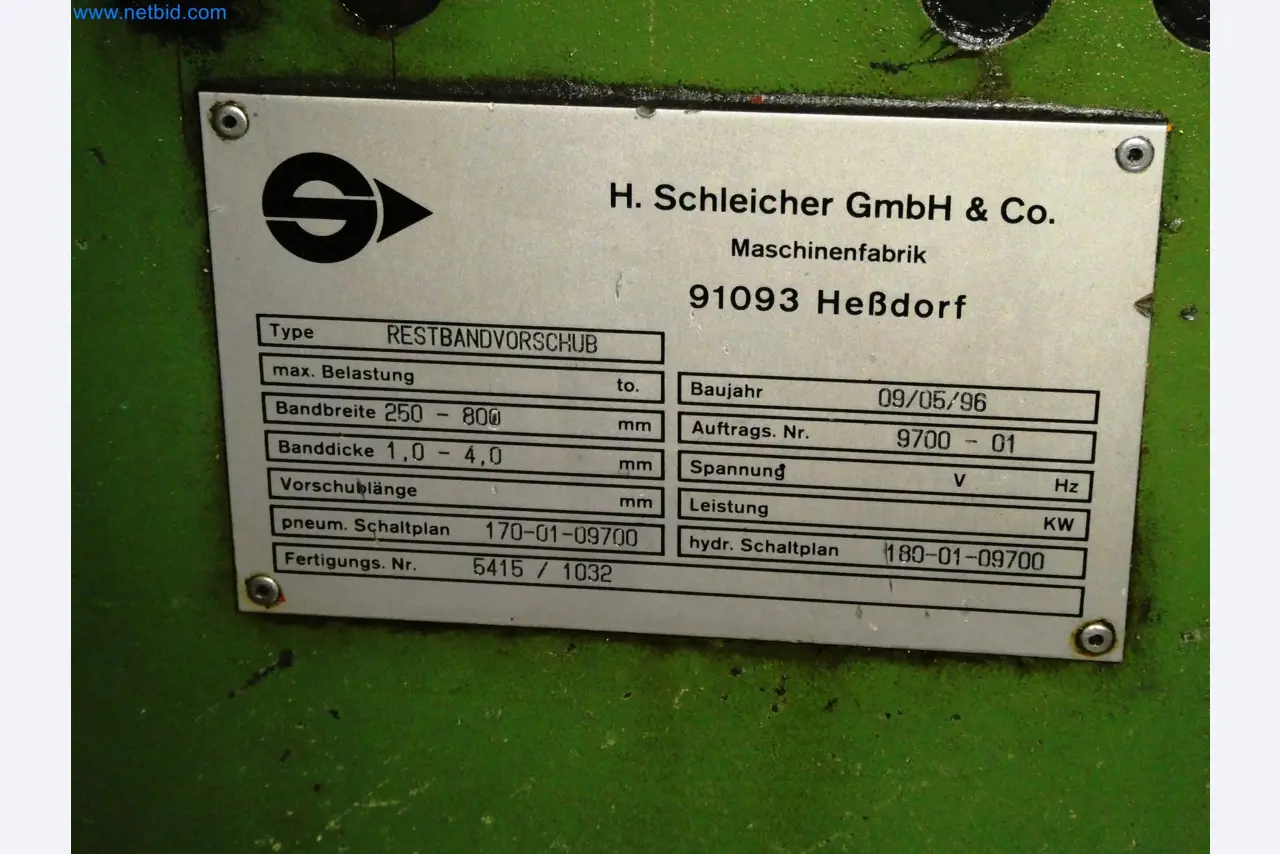 www.netbid.com
H. Schleicher GmbH & Co.
Maschinenfabrik
91093 Heßdorf
Type RESTBANDVORSCHUB
max. Belastung to.
Bandbreite 250 - 800 mm
Banddicke 1,0 - 4,0 mm
Vorschublänge mm
pneum. Schaltplan 170-01-09700
Baujahr 09/05/96
Auftrags. Nr. 9700 - 01
Spannung V Hz
Leistung KW
hydr. Schaltplan 180-01-09700
Fertigungs. Nr. 5415 / 1032